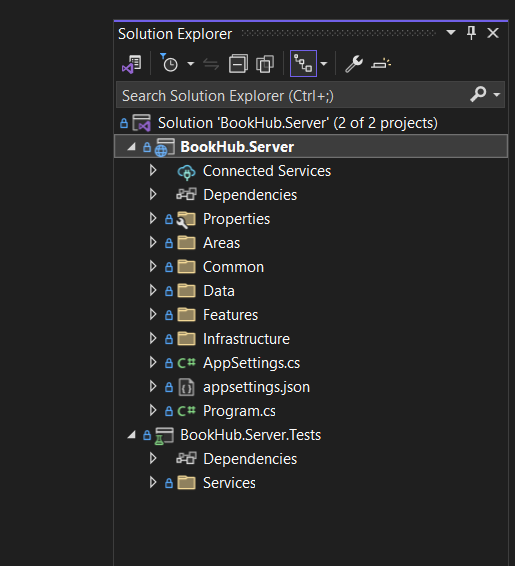 Solution Explorer
Search Solution Explorer (Ctrl+;)
Solution 'BookHub.Server' (2 of 2 projects)
BookHub.Server
Connected Services
Dependencies
Properties
Areas
Common
Data
Features
Infrastructure
C# AppSettings.cs
appsettings.json
C# Program.cs
BookHub.Server.Tests
Dependencies
Services